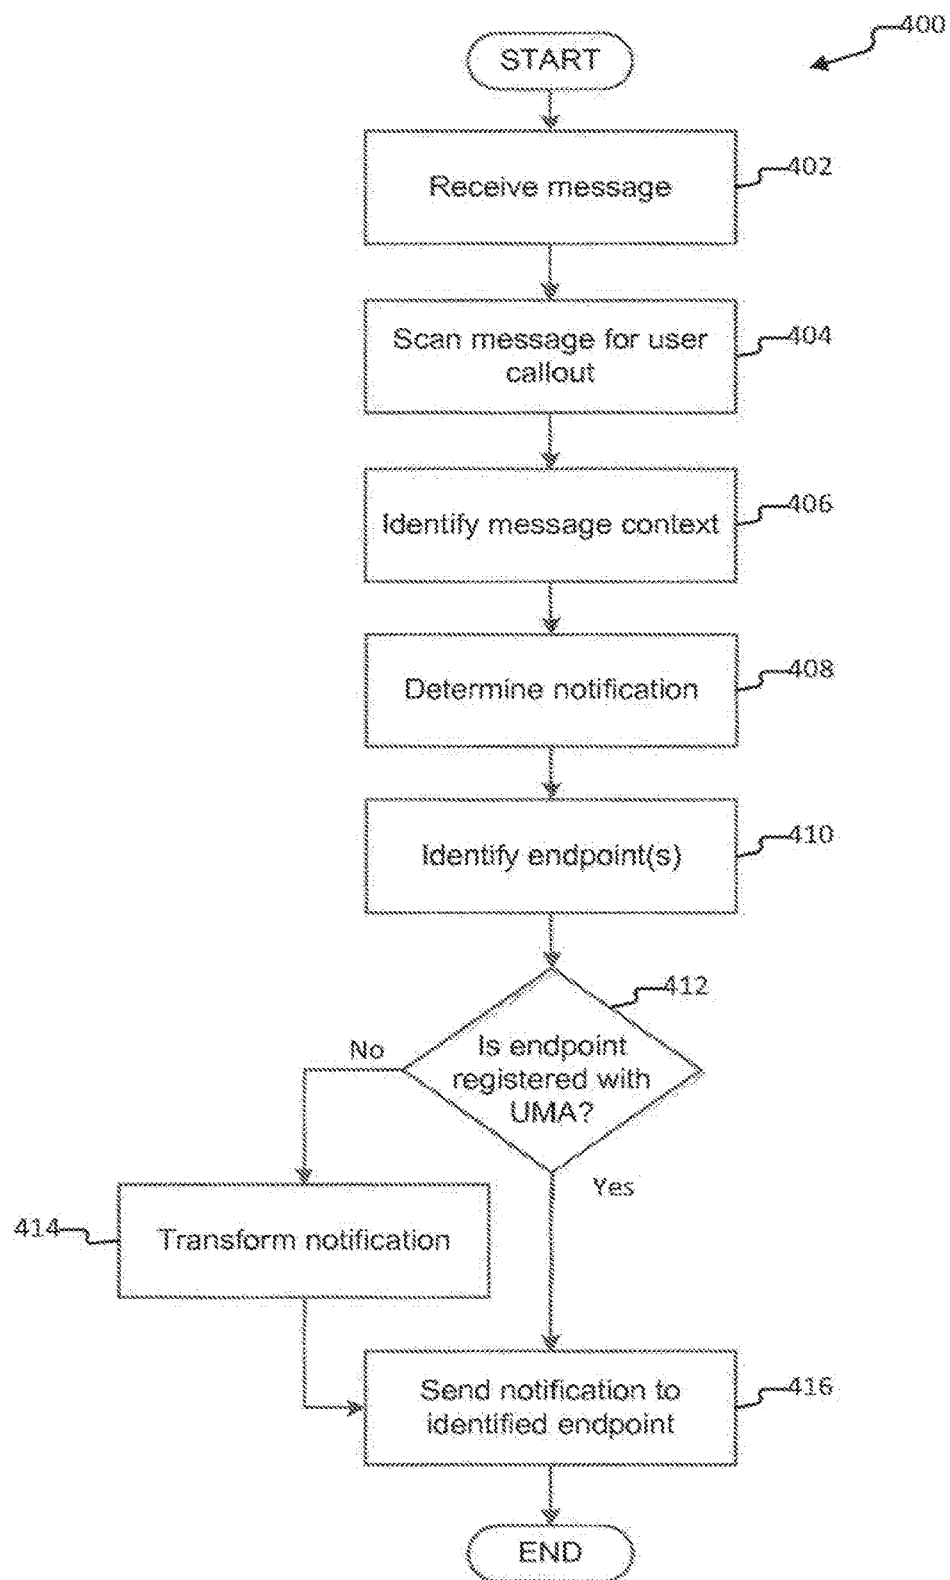 400
START
Receive message
402
Scan message for user
callout
404
Identify message context
406
Determine notification
408
Identify endpoint(s)
410
412
Is endpoint
registered with
UMA?
No
Yes
414
Transform notification
Send notification to
identified endpoint
416
END